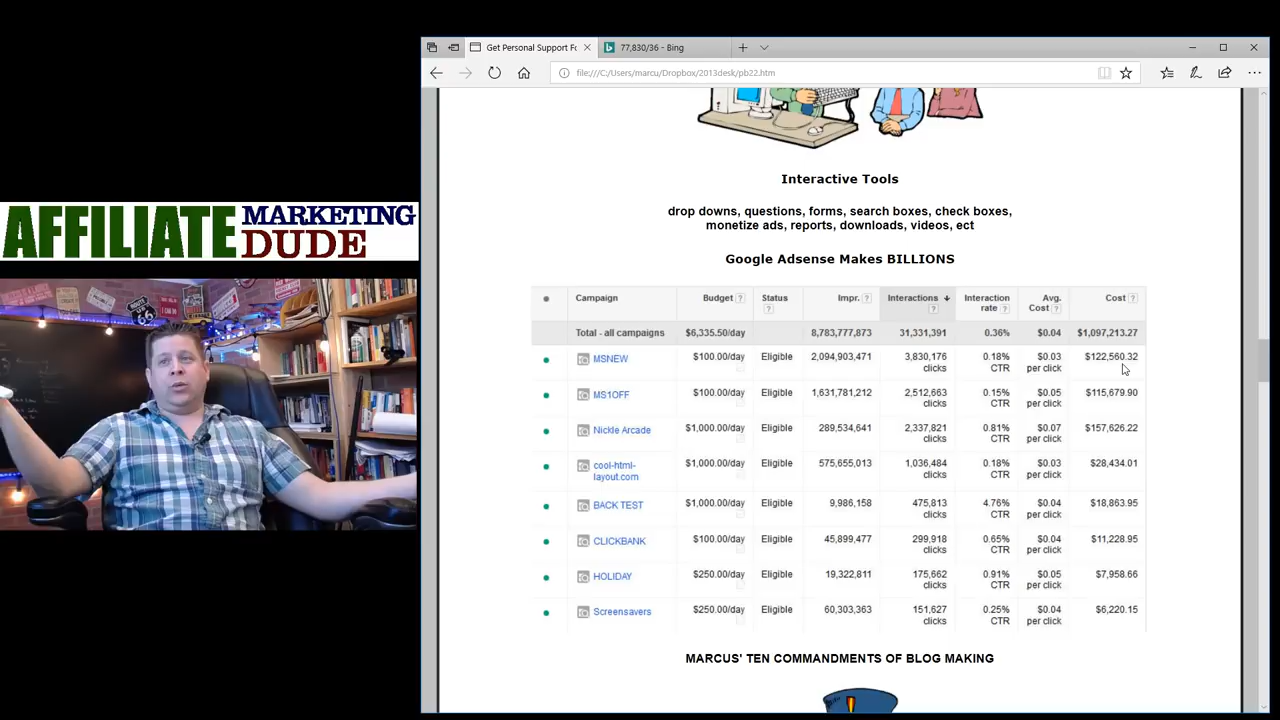 AFFILIATE MARKETING DUDE
Get Personal Support Fo
77,830/36 - Bing
file:///C:/Users/marcu/Dropbox/2013desk/pb22.htm
Interactive Tools
drop downs, questions, forms, search boxes, check boxes,
monetize ads, reports, downloads, videos, ect
Google Adsense Makes BILLIONS
Campaign Budget ? Status ? Impr. ? Interactions ? Interaction rate ? Avg. Cost ? Cost ?
Total - all campaigns $6,335.50/day 8,783,777,873 31,331,391 0.36% $0.04 $1,097,213.27
MSNEW $100.00/day Eligible 2,094,903,471 3,830,176 clicks 0.18% CTR $0.03 per click $122,560.32
MS1OFF $100.00/day Eligible 1,631,781,212 2,512,663 clicks 0.15% CTR $0.05 per click $115,679.90
Nickle Arcade $1,000.00/day Eligible 289,534,641 2,337,821 clicks 0.81% CTR $0.07 per click $157,626.22
cool-html-layout.com $1,000.00/day Eligible 575,655,013 1,036,484 clicks 0.18% CTR $0.03 per click $28,434.01
BACK TEST $1,000.00/day Eligible 9,986,158 475,813 clicks 4.76% CTR $0.04 per click $18,863.95
CLICKBANK $100.00/day Eligible 45,899,477 299,918 clicks 0.65% CTR $0.04 per click $11,228.95
HOLIDAY $250.00/day Eligible 19,322,811 175,662 clicks 0.91% CTR $0.05 per click $7,958.66
Screensavers $250.00/day Eligible 60,303,363 151,627 clicks 0.25% CTR $0.04 per click $6,220.15
MARCUS' TEN COMMANDMENTS OF BLOG MAKING